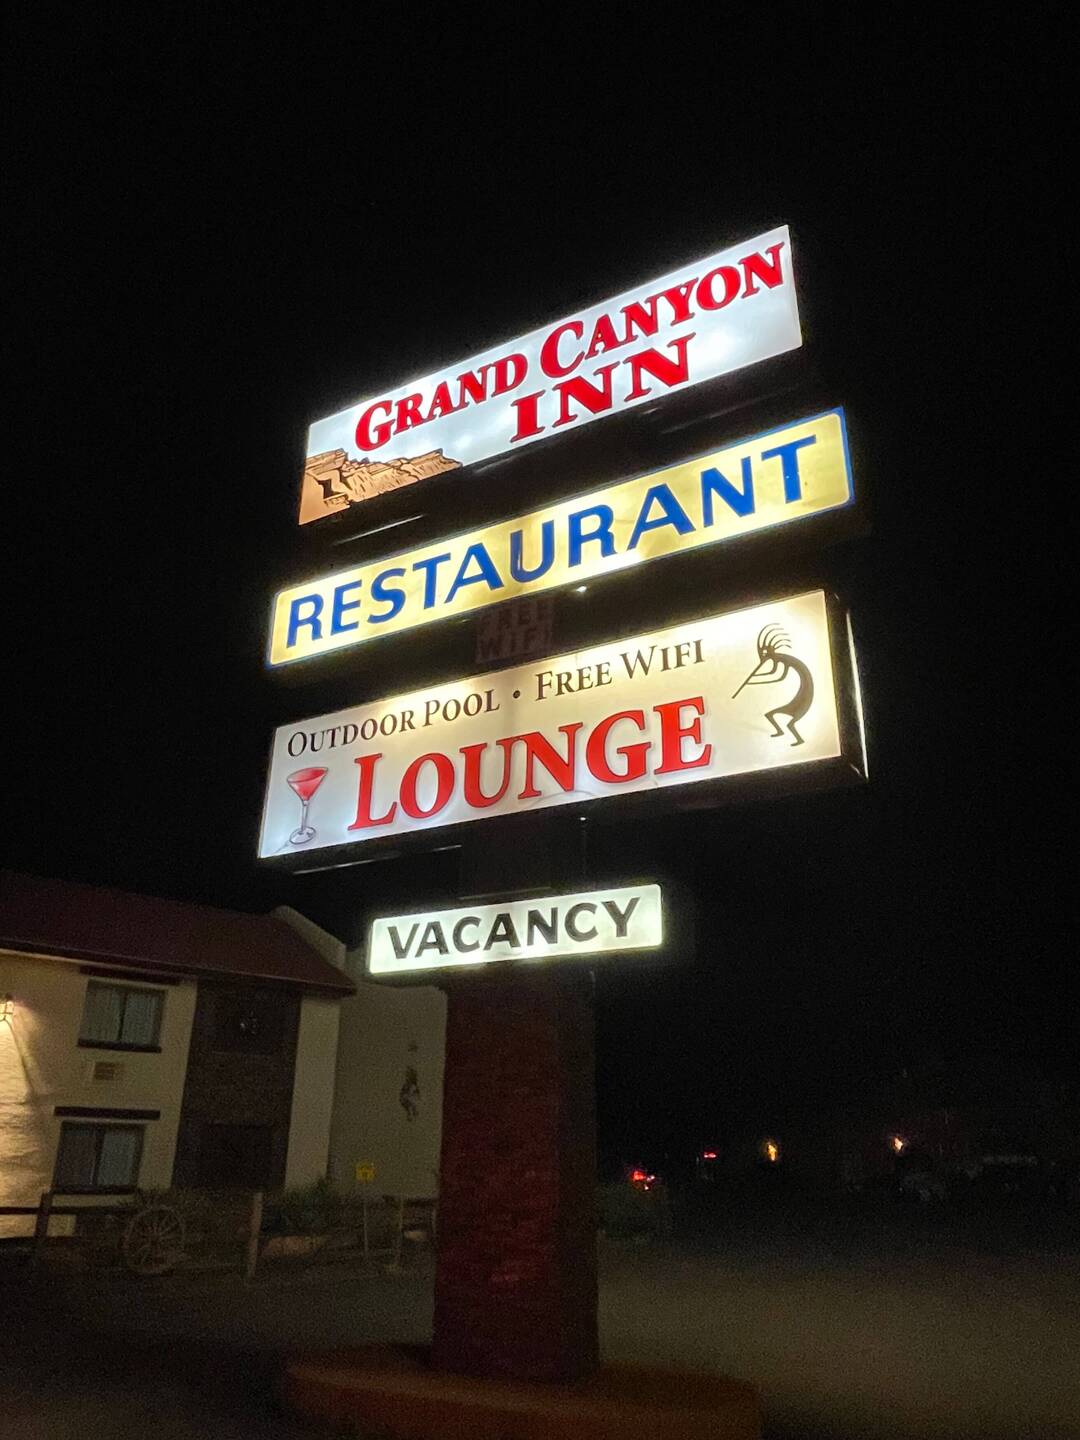 GRAND CANYON
INN
RESTAURANT
FREE
WIFI
OUTDOOR POOL • FREE WIFI
LOUNGE
VACANCY